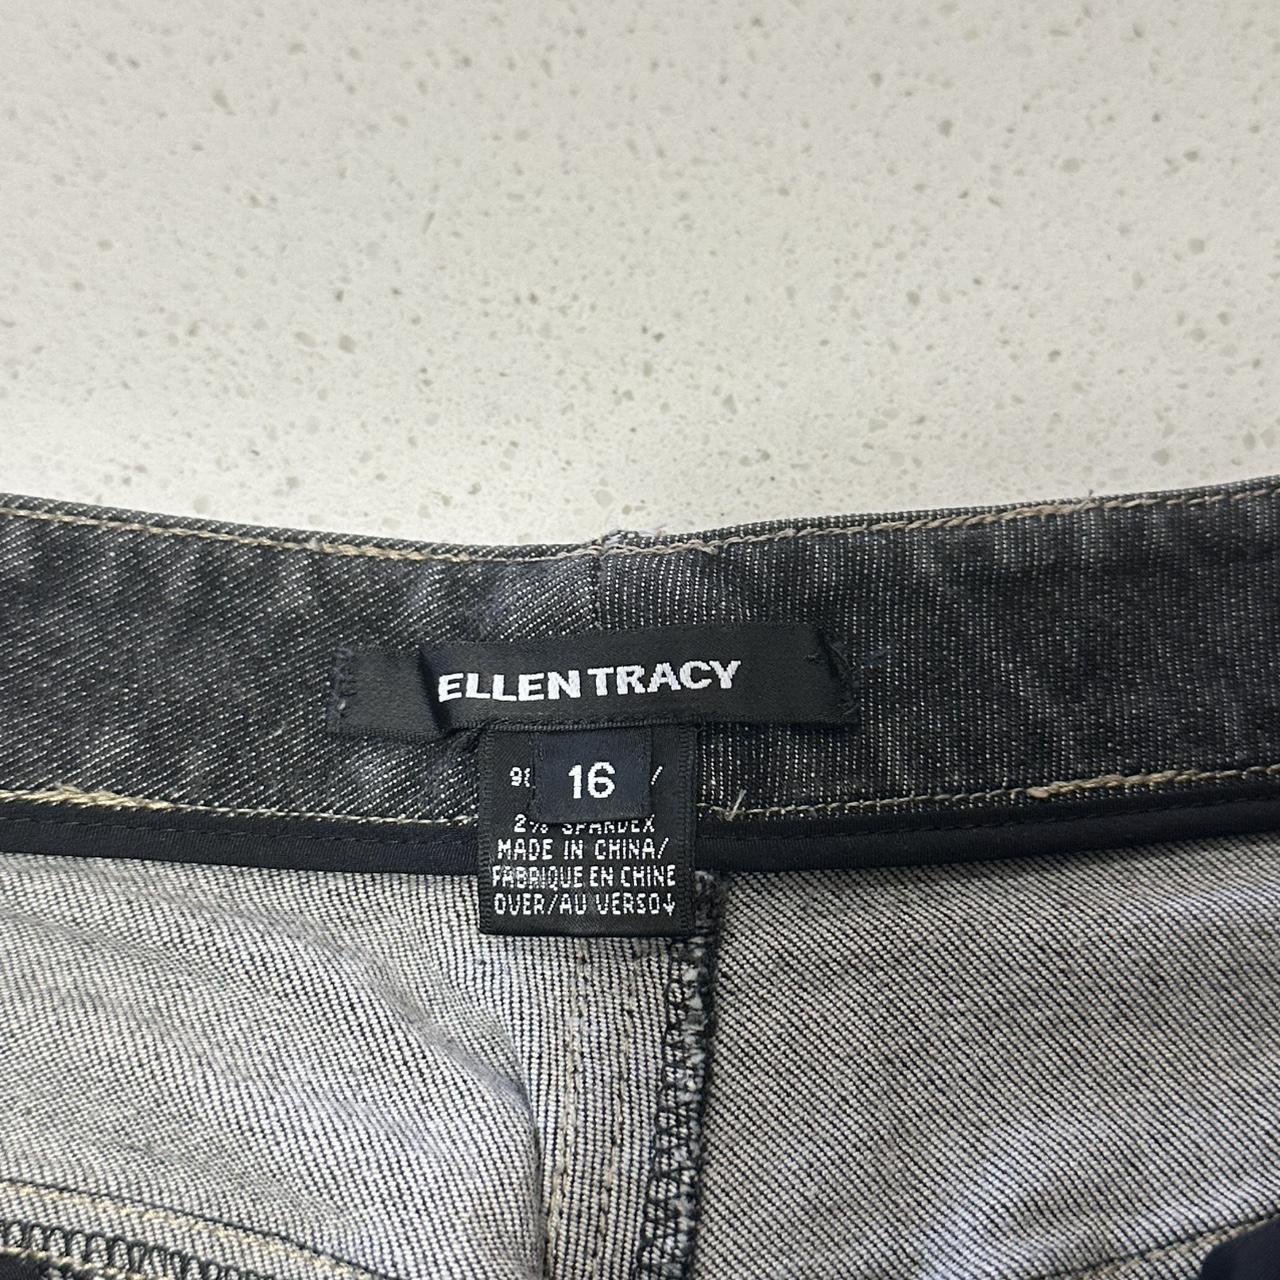 ELLEN TRACY
16
2% SPANDEX
MADE IN CHINA/
FABRIQUE EN CHINE
OVER/AU VERSO↓